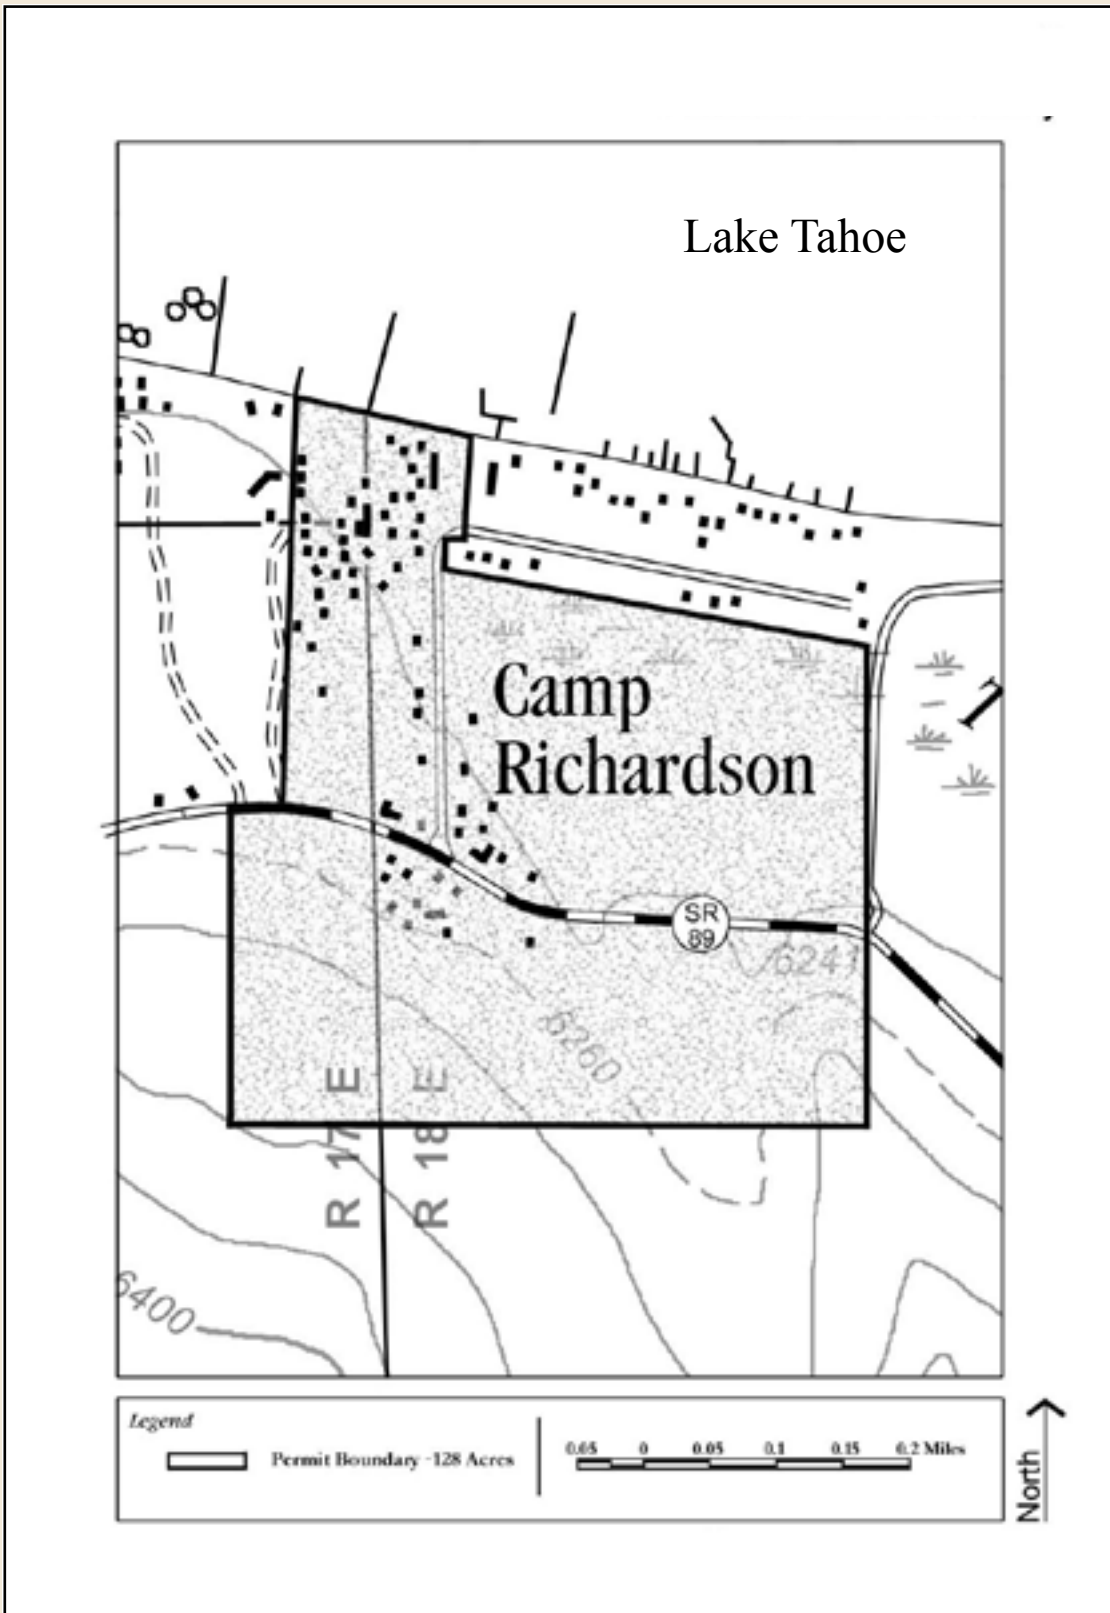 Lake Tahoe
Camp
Richardson
SR
89
6241
6260
R 17 E
R 18 E
6400
Legend
Permit Boundary -128 Acres
0.05 0 0.05 0.1 0.15 0.2 Miles
North